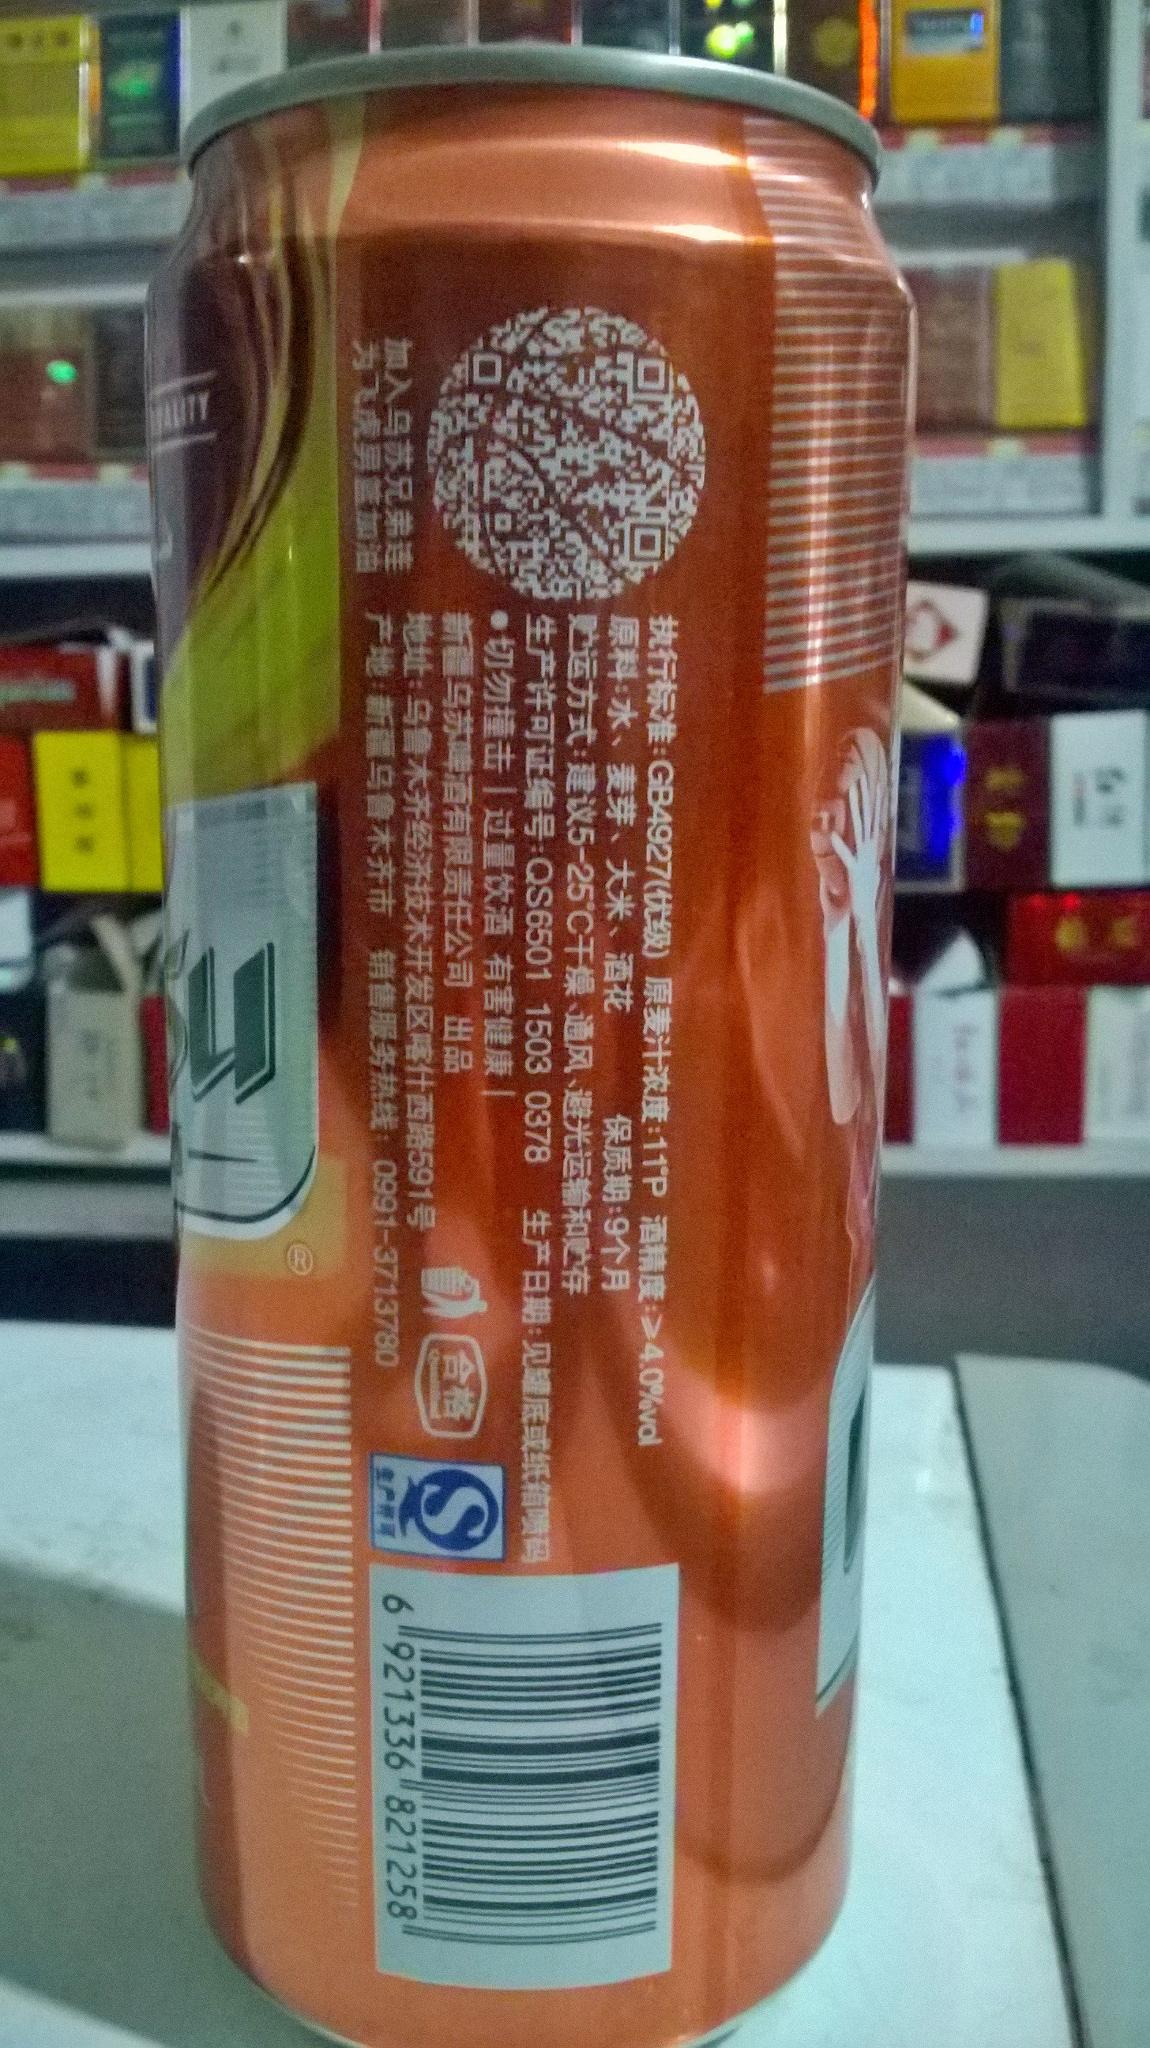 加入乌苏兄弟连
为飞虎男篮加油
执行标准:GB4927(优级) 原麦汁浓度:11°P 酒精度:≥4.0%vol
原料:水、麦芽、大米、酒花 保质期:9个月
贮运方式:建议5-25℃干燥、通风、避光运输和贮存
生产许可证编号:QS6501 1503 0378 生产日期:见罐底或纸箱喷码
●切勿撞击 | 过量饮酒 有害健康 |
新疆乌苏啤酒有限责任公司 出品
地址:乌鲁木齐经济技术开发区喀什西路591号
产地:新疆乌鲁木齐市 销售服务热线: 0991-3713780
合格
QS
生产许可
6 921336 821258
®